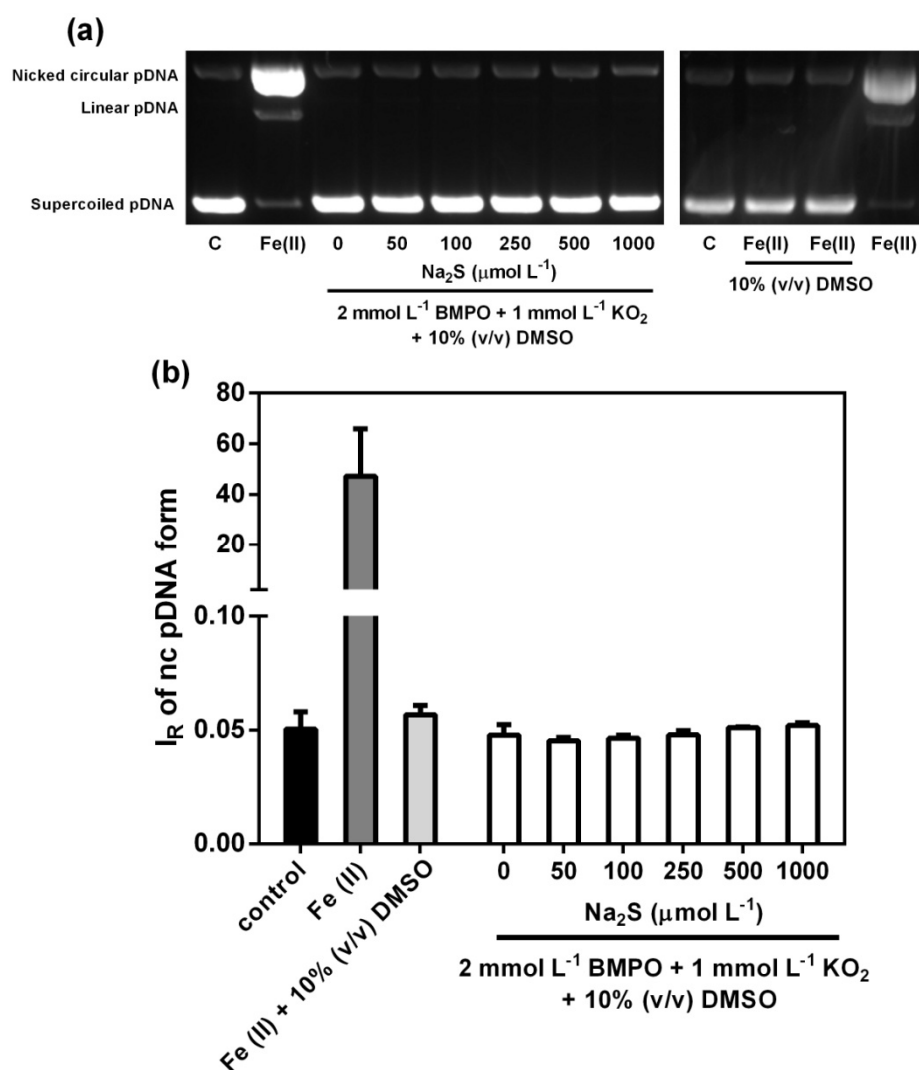 (a)
Nicked circular pDNA
Linear pDNA
Supercoiled pDNA
C Fe(II) 0 50 100 250 500 1000
Na₂S (μmol L⁻¹)
2 mmol L⁻¹ BMPO + 1 mmol L⁻¹ KO₂
+ 10% (v/v) DMSO
C Fe(II) Fe(II) Fe(II)
10% (v/v) DMSO
(b)
I_R of nc pDNA form
80
60
40
20
0.10
0.05
0.00
control
Fe (II)
Fe (II) + 10% (v/v) DMSO
0 50 100 250 500 1000
Na₂S (μmol L⁻¹)
2 mmol L⁻¹ BMPO + 1 mmol L⁻¹ KO₂
+ 10% (v/v) DMSO